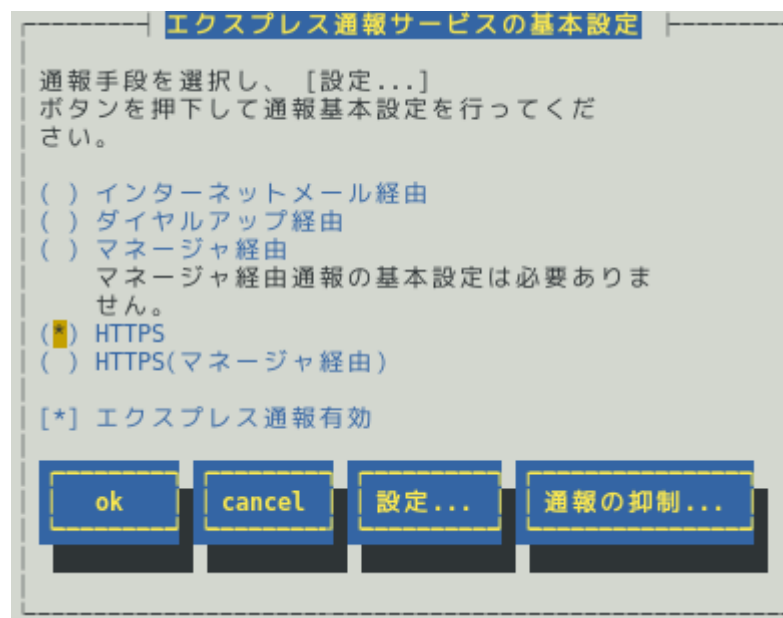 エクスプレス通報サービスの基本設定
通報手段を選択し、 [設定...]
ボタンを押下して通報基本設定を行ってくだ
さい。
( ) インターネットメール経由
( ) ダイヤルアップ経由
( ) マネージャ経由
マネージャ経由通報の基本設定は必要ありま
せん。
(*) HTTPS
( ) HTTPS(マネージャ経由)
[*] エクスプレス通報有効
ok cancel 設定... 通報の抑制...